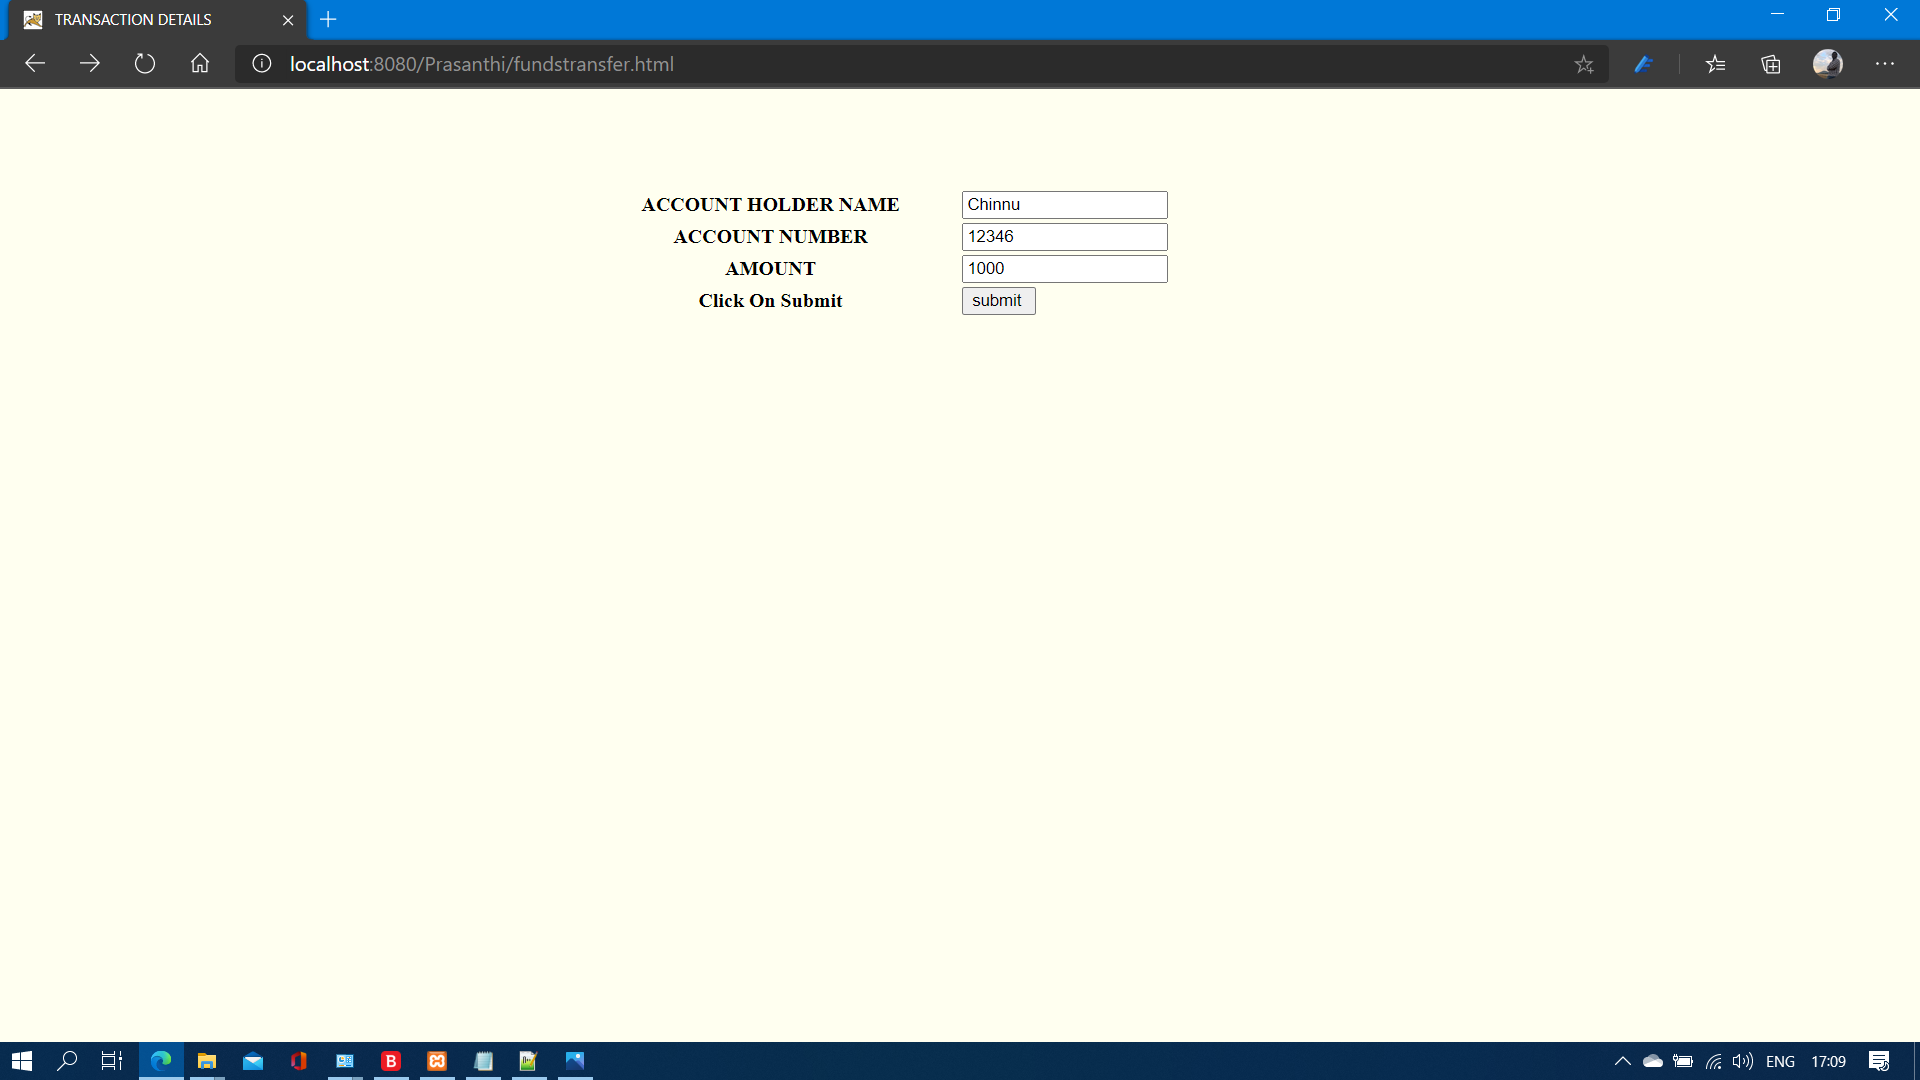 TRANSACTION DETAILS
localhost:8080/Prasanthi/fundstransfer.html
ACCOUNT HOLDER NAME Chinnu
ACCOUNT NUMBER 12346
AMOUNT 1000
Click On Submit submit
B
ENG 17:09